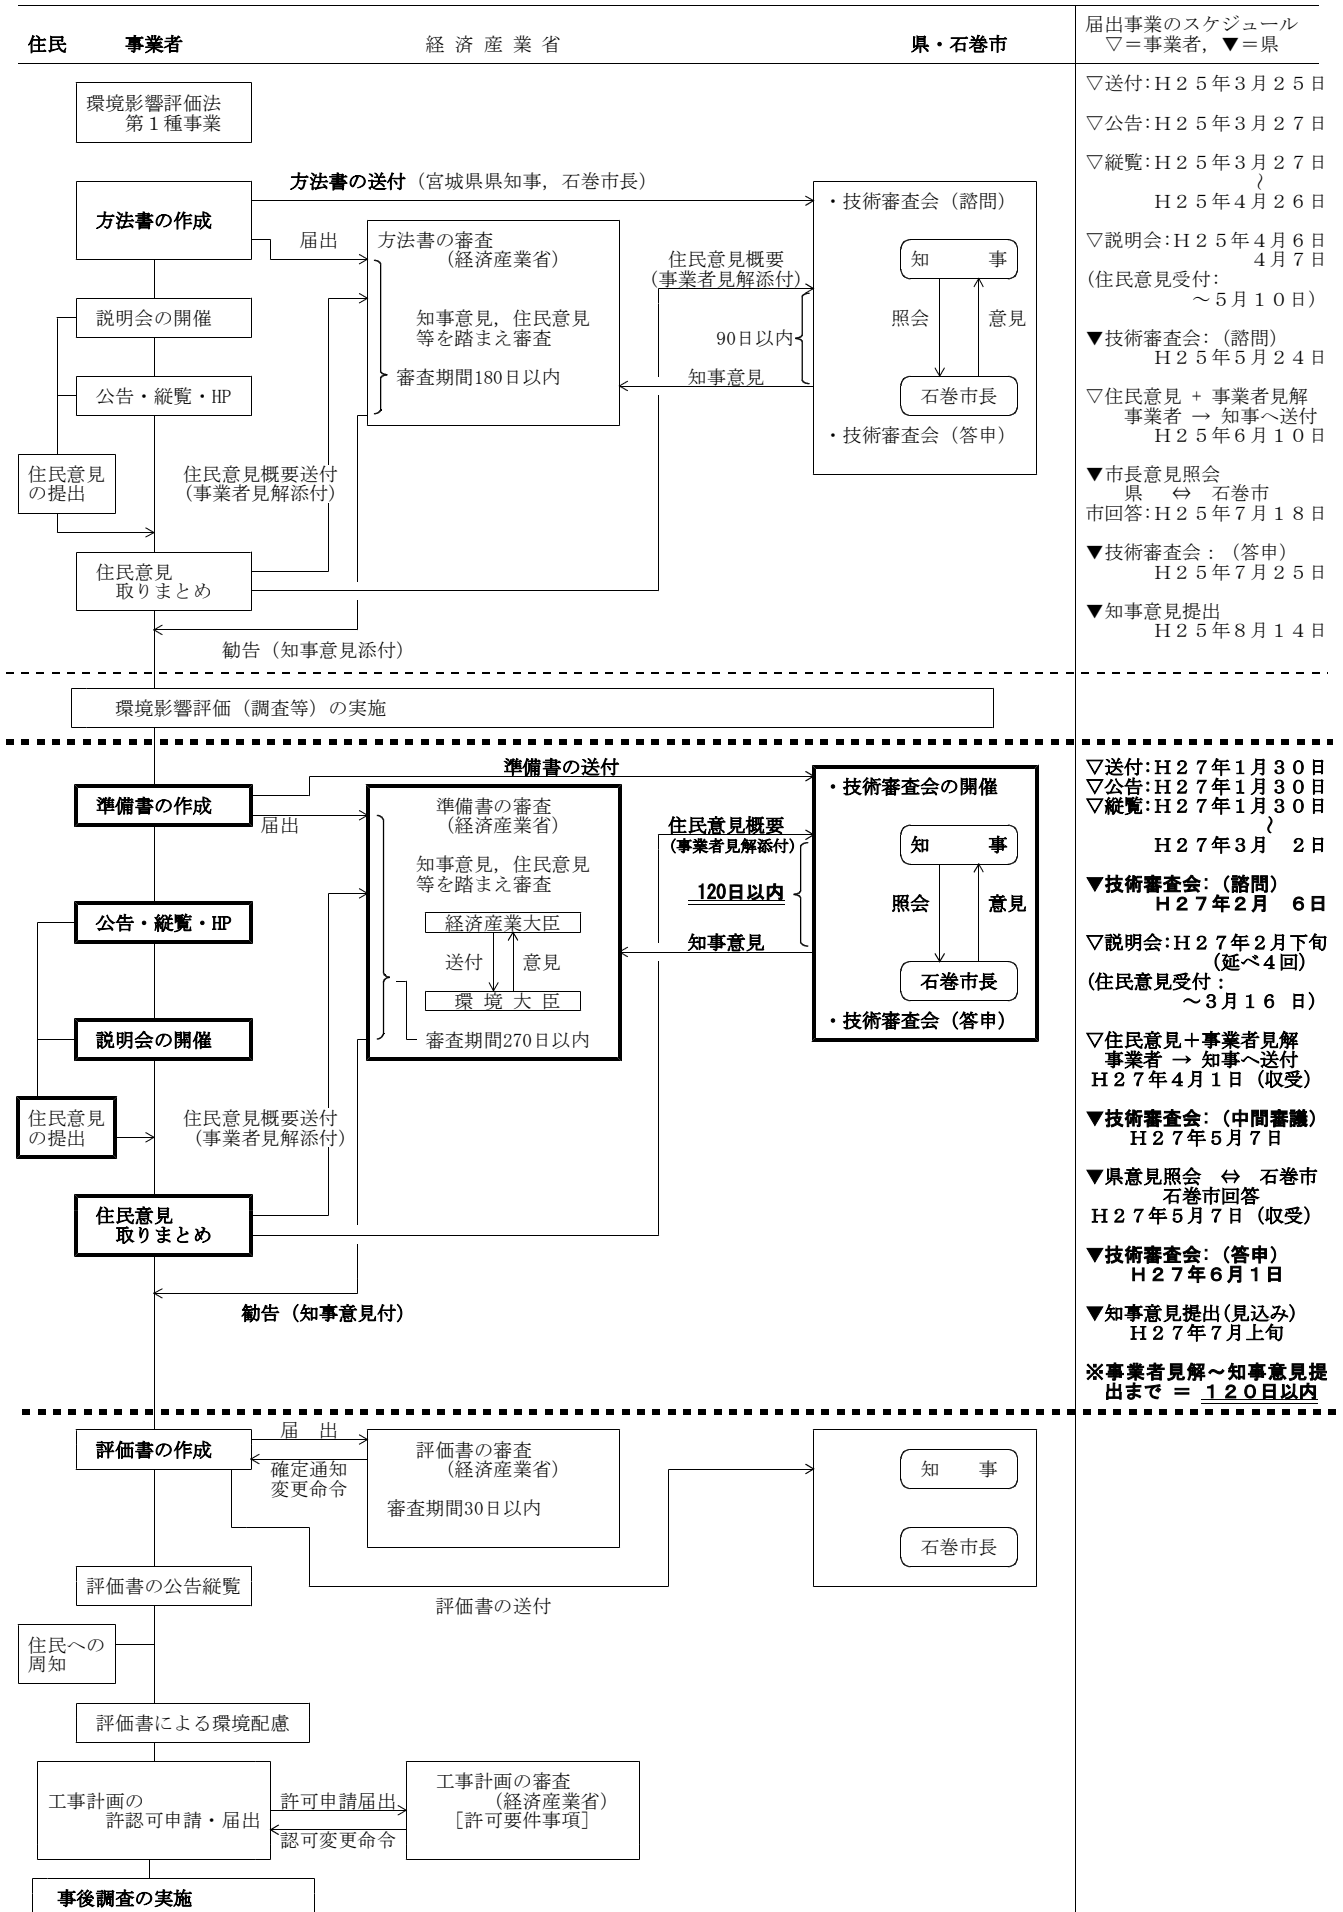 住民　事業者　経 済 産 業 省　県・石巻市
届出事業のスケジュール
▽＝事業者，▼＝県
環境影響評価法
第１種事業
方法書の送付（宮城県県知事，石巻市長）
方法書の作成
届出
方法書の審査
（経済産業省）
知事意見，住民意見
等を踏まえ審査
審査期間180日以内
住民意見概要
（事業者見解添付）
90日以内
知事意見
・技術審査会（諮問）
知　　　事
照会　意見
石巻市長
・技術審査会（答申）
説明会の開催
公告・縦覧・HP
住民意見
の提出
住民意見概要送付
（事業者見解添付）
住民意見
取りまとめ
勧告（知事意見添付）
▽送付：Ｈ２５年３月２５日
▽公告：Ｈ２５年３月２７日
▽縦覧：Ｈ２５年３月２７日
～
Ｈ２５年４月２６日
▽説明会：Ｈ２５年４月６日
４月７日
（住民意見受付：
～５月１０日）
▼技術審査会：（諮問）
Ｈ２５年５月２４日
▽住民意見 + 事業者見解
事業者 → 知事へ送付
Ｈ２５年６月１０日
▼市長意見照会
県　⇔　石巻市
市回答：Ｈ２５年７月１８日
▼技術審査会：（答申）
Ｈ２５年７月２５日
▼知事意見提出
Ｈ２５年８月１４日
環境影響評価（調査等）の実施
準備書の送付
準備書の作成
届出
準備書の審査
（経済産業省）
知事意見，住民意見
等を踏まえ審査
経済産業大臣
送付　意見
環 境 大 臣
審査期間270日以内
住民意見概要
（事業者見解添付）
120日以内
知事意見
・技術審査会の開催
知　　　事
照会　意見
石巻市長
・技術審査会（答申）
公告・縦覧・HP
説明会の開催
住民意見
の提出
住民意見概要送付
（事業者見解添付）
住民意見
取りまとめ
勧告（知事意見付）
▽送付：Ｈ２７年１月３０日
▽公告：Ｈ２７年１月３０日
▽縦覧：Ｈ２７年１月３０日
～
Ｈ２７年３月　２日
▼技術審査会：（諮問）
Ｈ２７年２月　６日
▽説明会：Ｈ２７年２月下旬
（延べ４回）
（住民意見受付：
～３月１６ 日）
▽住民意見＋事業者見解
事業者 → 知事へ送付
Ｈ２７年４月１日（収受）
▼技術審査会：（中間審議）
Ｈ２７年５月７日
▼県意見照会　⇔　石巻市
石巻市回答
Ｈ２７年５月７日（収受）
▼技術審査会：（答申）
Ｈ２７年６月１日
▼知事意見提出（見込み）
Ｈ２７年７月上旬
※事業者見解～知事意見提
出まで ＝ １２０日以内
評価書の作成
届　出
確定通知
変更命令
評価書の審査
（経済産業省）
審査期間30日以内
知　　事
石巻市長
評価書の公告縦覧
評価書の送付
住民への
周知
評価書による環境配慮
工事計画の
許認可申請・届出
許可申請届出
認可変更命令
工事計画の審査
（経済産業省）
［許可要件事項］
事後調査の実施